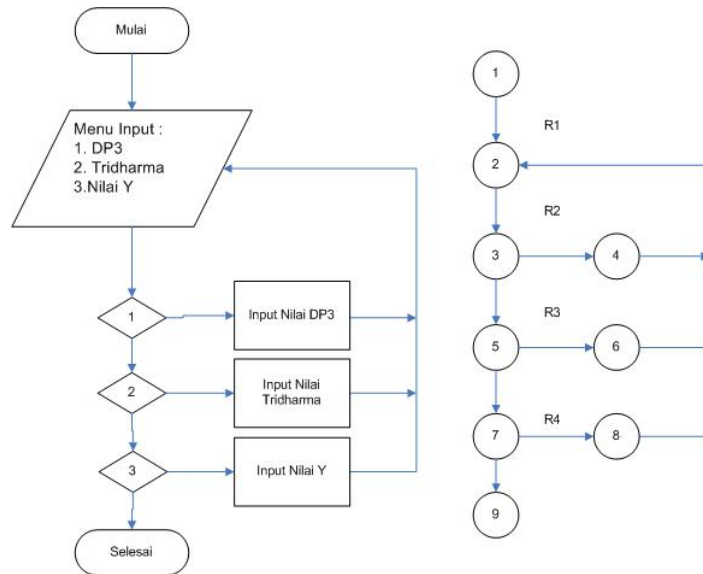 Mulai
Menu Input :
1. DP3
2. Tridharma
3.Nilai Y
1
Input Nilai DP3
2
Input Nilai
Tridharma
3
Input Nilai Y
Selesai
1
R1
2
R2
3
4
R3
5
6
R4
7
8
9